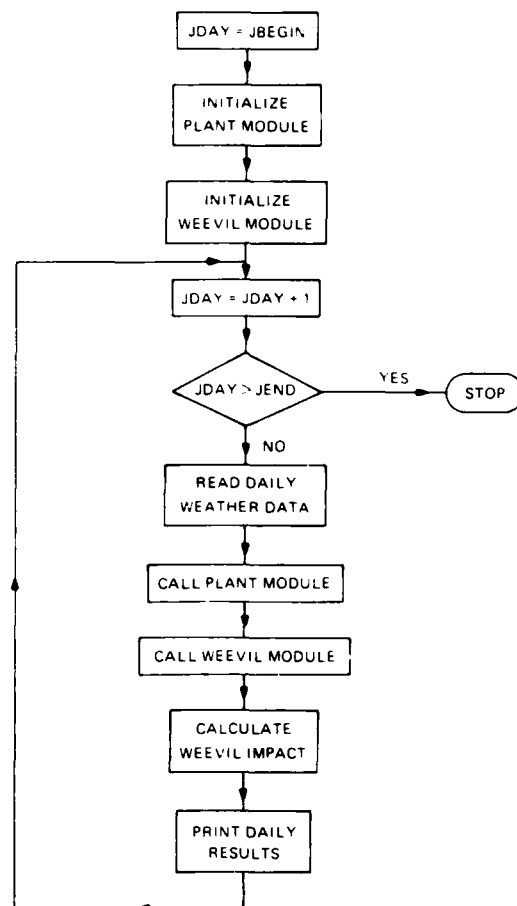 JDAY = JBEGIN
INITIALIZE
PLANT MODULE
INITIALIZE
WEEVIL MODULE
JDAY = JDAY + 1
JDAY > JEND
YES
STOP
NO
READ DAILY
WEATHER DATA
CALL PLANT MODULE
CALL WEEVIL MODULE
CALCULATE
WEEVIL IMPACT
PRINT DAILY
RESULTS